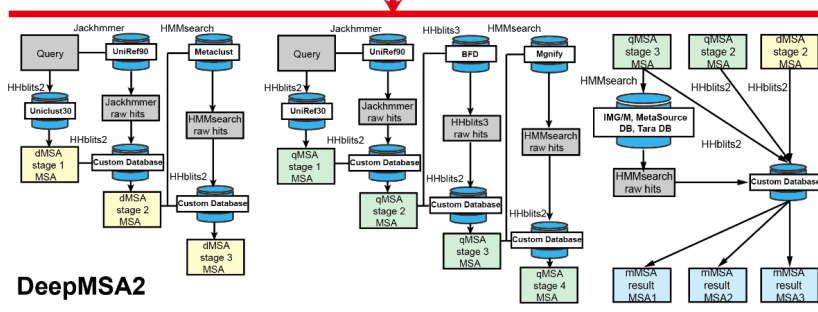 Jackhmmer
HMMsearch
Query
UniRef90
Metaclust
HHblits2
Uniclust30
Jackhmmer
raw hits
HMMsearch
raw hits
HHblits2
dMSA
stage 1
MSA
Custom Database
HHblits2
dMSA
stage 2
MSA
Custom Database
dMSA
stage 3
MSA
Jackhmmer
HHblits3
HMMsearch
Query
UniRef90
BFD
Mgnify
HHblits2
UniRef30
Jackhmmer
raw hits
HHblits3
raw hits
HMMsearch
raw hits
HHblits2
qMSA
stage 1
MSA
Custom Database
HHblits2
qMSA
stage 2
MSA
Custom Database
HHblits2
qMSA
stage 3
MSA
Custom Database
qMSA
stage 4
MSA
qMSA
stage 3
MSA
qMSA
stage 2
MSA
dMSA
stage 2
MSA
HMMsearch
HHblits2
HHblits2
IMG/M, MetaSource
DB, Tara DB
HHblits2
HMMsearch
raw hits
Custom Database
mMSA
result
MSA1
mMSA
result
MSA2
mMSA
result
MSA3
DeepMSA2